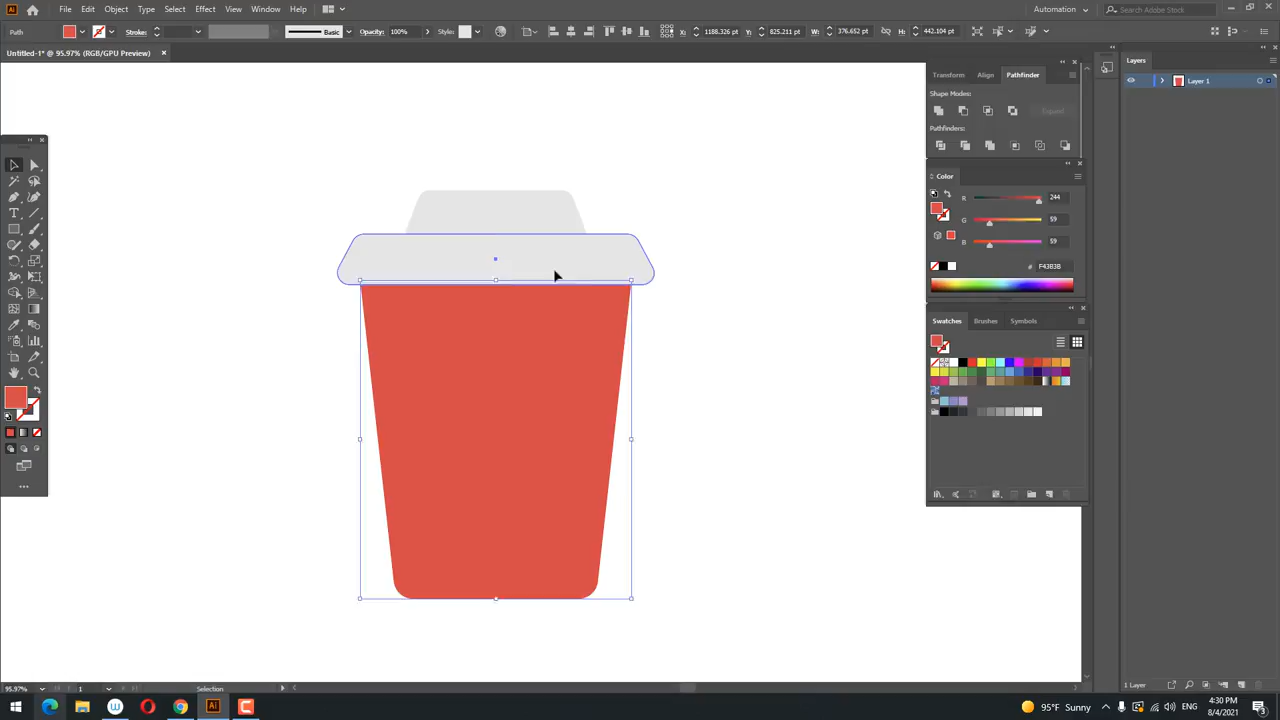 Ai File Edit Object Type Select Effect View Window Help Automation Search Adobe Stock
Path Stroke: Basic Opacity: 100% Style: X: 1188.326 pt Y: 825.211 pt W: 376.652 pt H: 442.104 pt
Untitled-1* @ 95.97% (RGB/GPU Preview)
Transform Align Pathfinder
Shape Modes:
Expand
Pathfinders:
Color
R 244
G 59
B 59
# F43B3B
Swatches Brushes Symbols
Layers
Layer 1
1 Layer
95.97% 1 Selection
95°F Sunny ENG 4:30 PM
8/4/2021